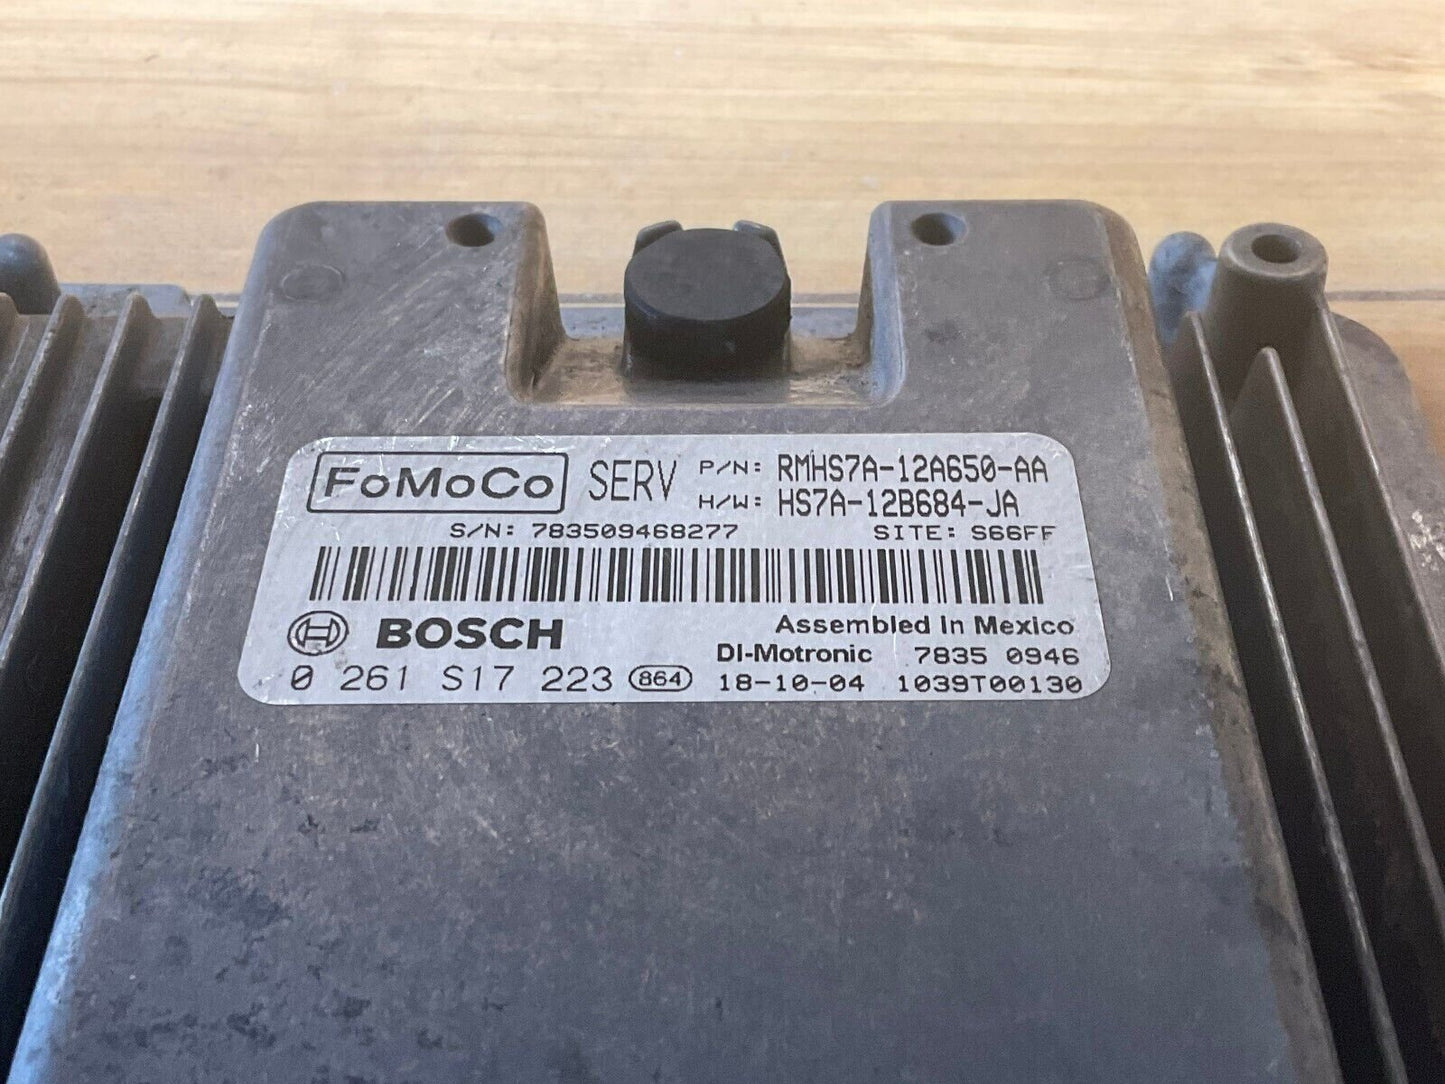 FoMoCo SERV P/N: RMHS7A-12A650-AA
H/W: HS7A-12B684-JA
S/N: 783509468277 SITE: S66FF
BOSCH Assembled in Mexico
DI-Motronic 7835 0946
0 261 S17 223 864 18-10-04 1039T00130